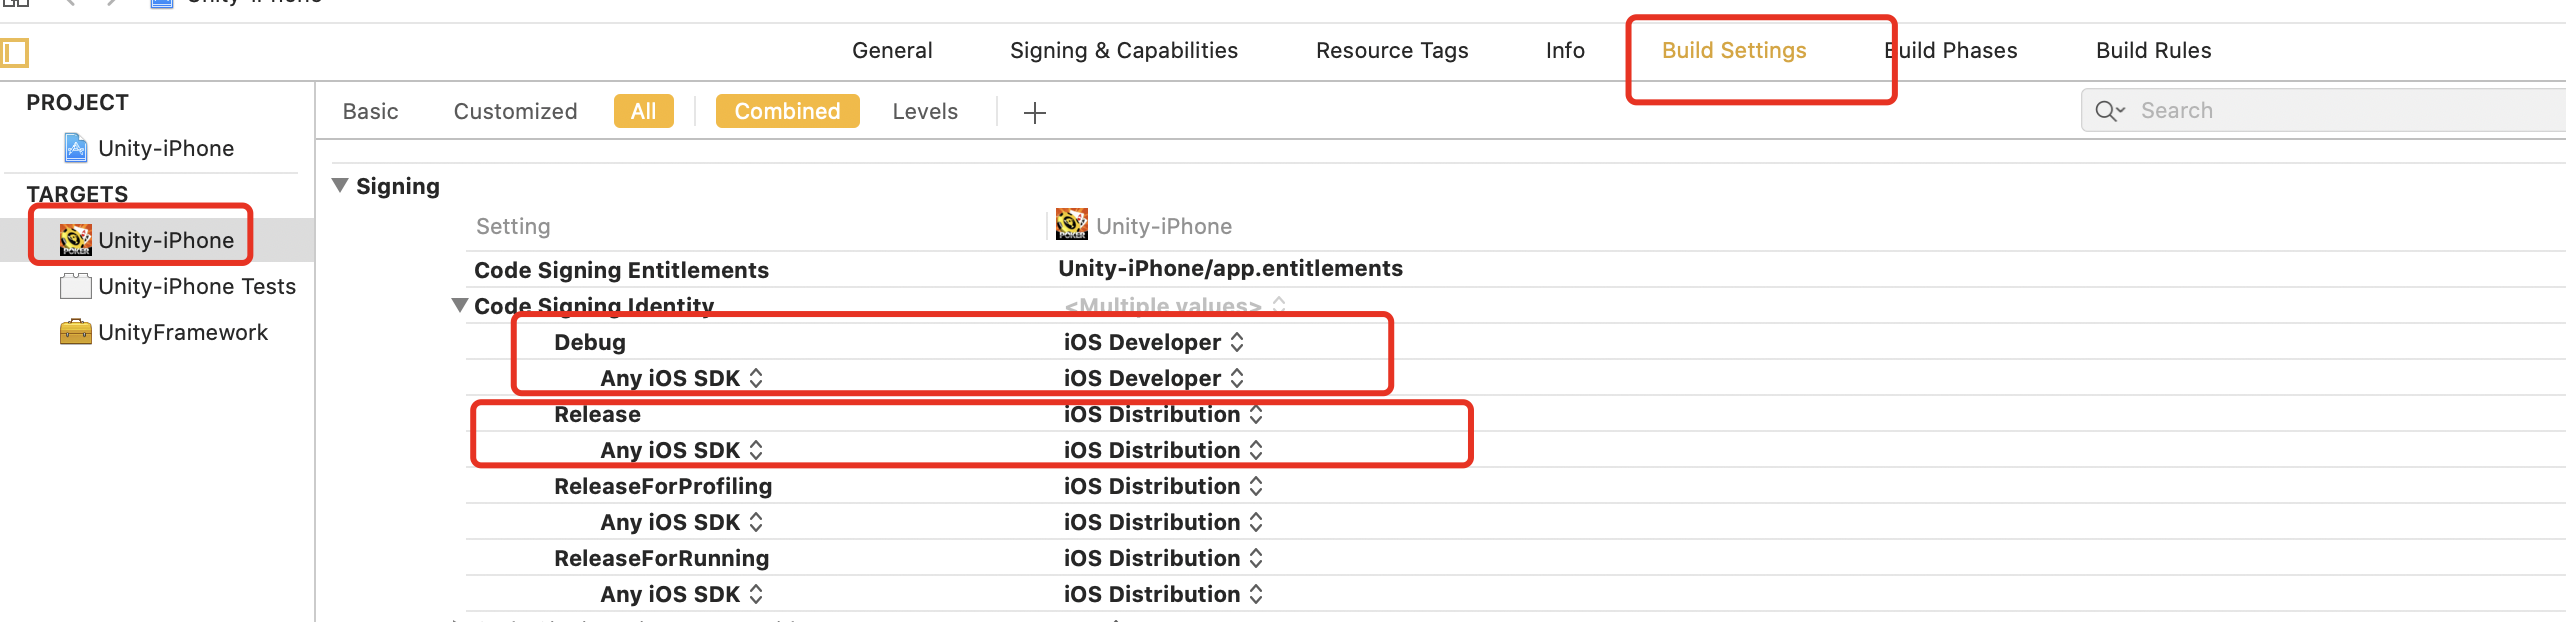 Unity-iPhone
General Signing & Capabilities Resource Tags Info Build Settings Build Phases Build Rules
PROJECT
Unity-iPhone
TARGETS
Unity-iPhone
Unity-iPhone Tests
UnityFramework
Basic Customized All Combined Levels Search
Signing
Setting Unity-iPhone
Code Signing Entitlements Unity-iPhone/app.entitlements
Code Signing Identity <Multiple values>
Debug iOS Developer
Any iOS SDK iOS Developer
Release iOS Distribution
Any iOS SDK iOS Distribution
ReleaseForProfiling iOS Distribution
Any iOS SDK iOS Distribution
ReleaseForRunning iOS Distribution
Any iOS SDK iOS Distribution